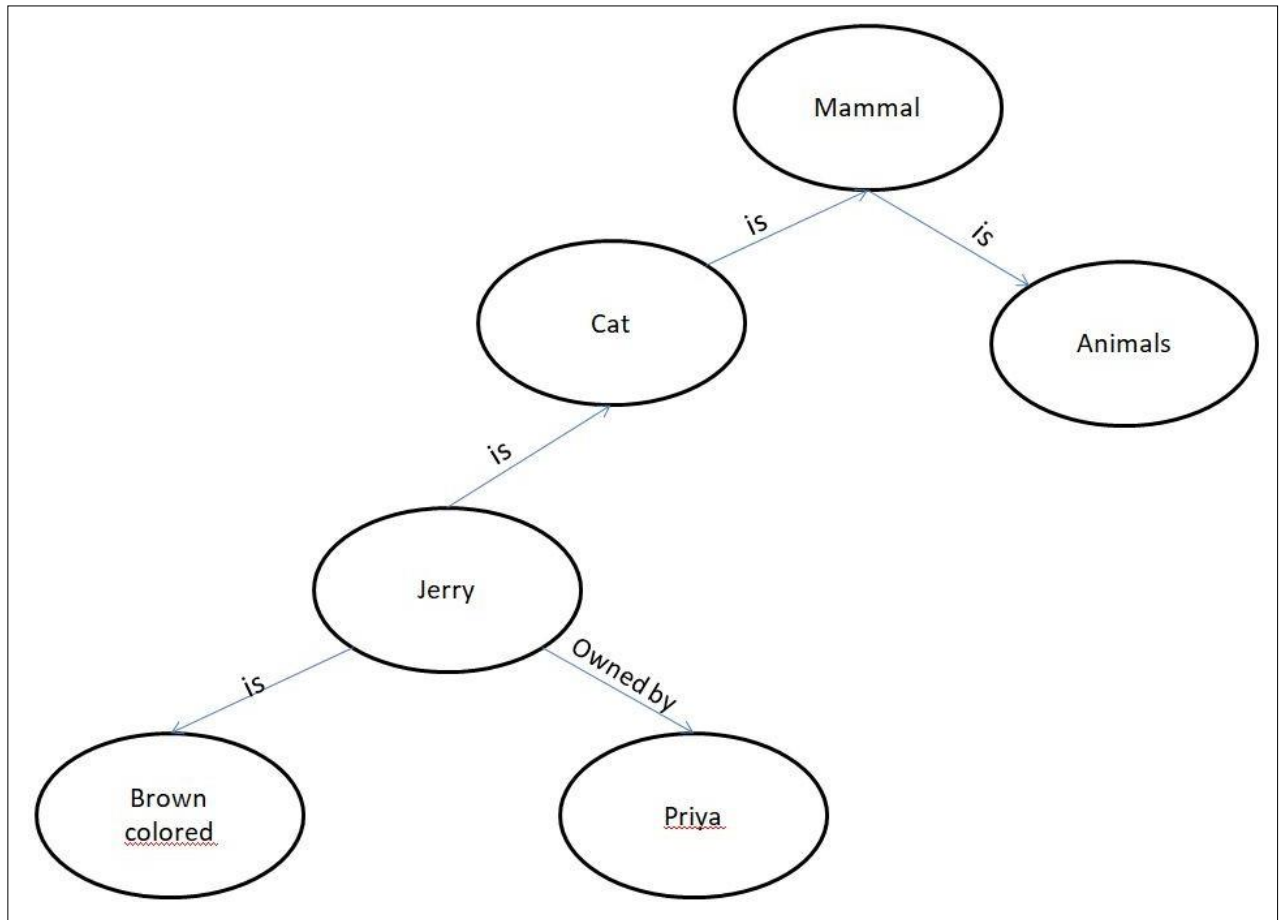 Mammal
is
is
Cat
Animals
is
Jerry
Owned by
is
Brown
colored
Priya